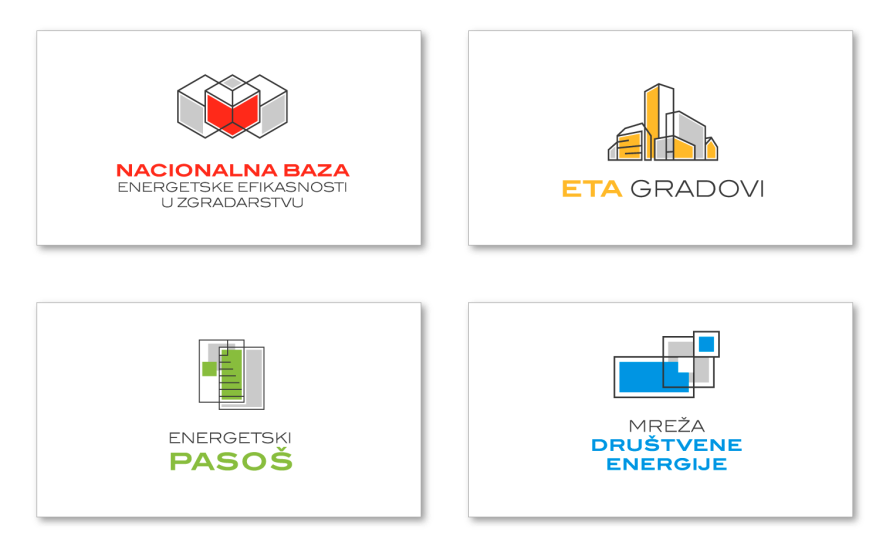 NACIONALNA BAZA
ENERGETSKE EFIKASNOSTI
U ZGRADARSTVU
ETA GRADOVI
ENERGETSKI
PASOŠ
MREŽA
DRUŠTVENE
ENERGIJE